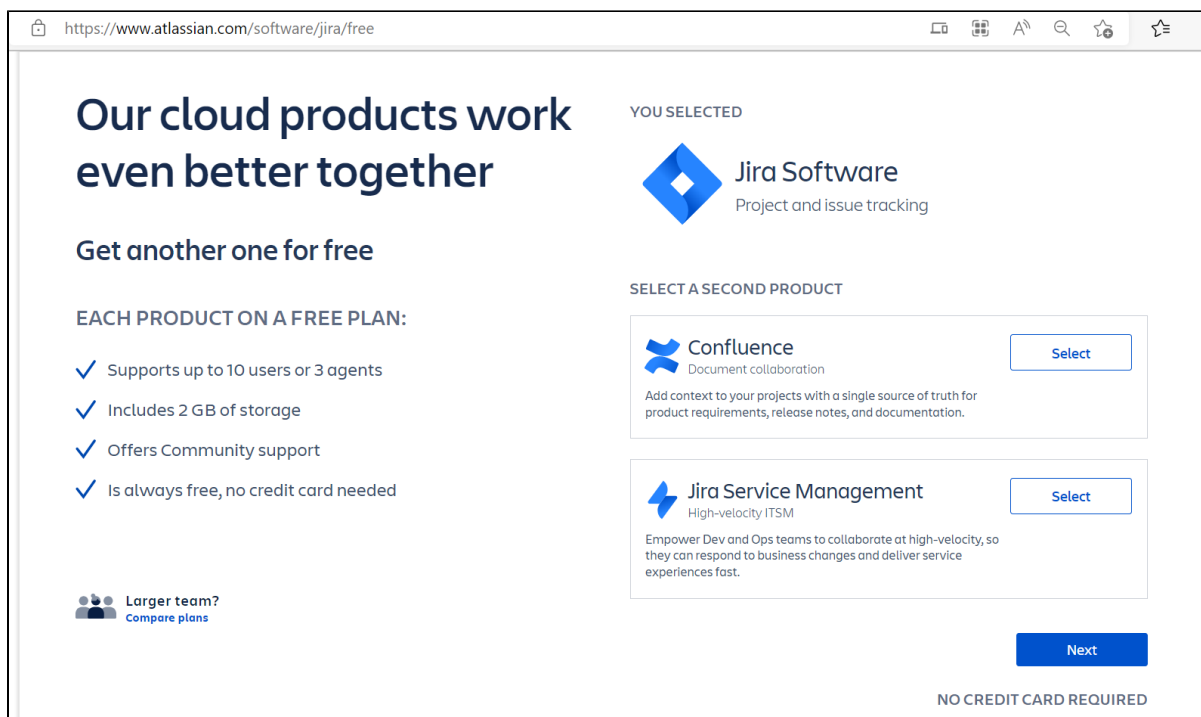 https://www.atlassian.com/software/jira/free
Our cloud products work
even better together
Get another one for free
EACH PRODUCT ON A FREE PLAN:
Supports up to 10 users or 3 agents
Includes 2 GB of storage
Offers Community support
Is always free, no credit card needed
Larger team?
Compare plans
YOU SELECTED
Jira Software
Project and issue tracking
SELECT A SECOND PRODUCT
Confluence
Document collaboration
Select
Add context to your projects with a single source of truth for
product requirements, release notes, and documentation.
Jira Service Management
High-velocity ITSM
Select
Empower Dev and Ops teams to collaborate at high-velocity, so
they can respond to business changes and deliver service
experiences fast.
Next
NO CREDIT CARD REQUIRED